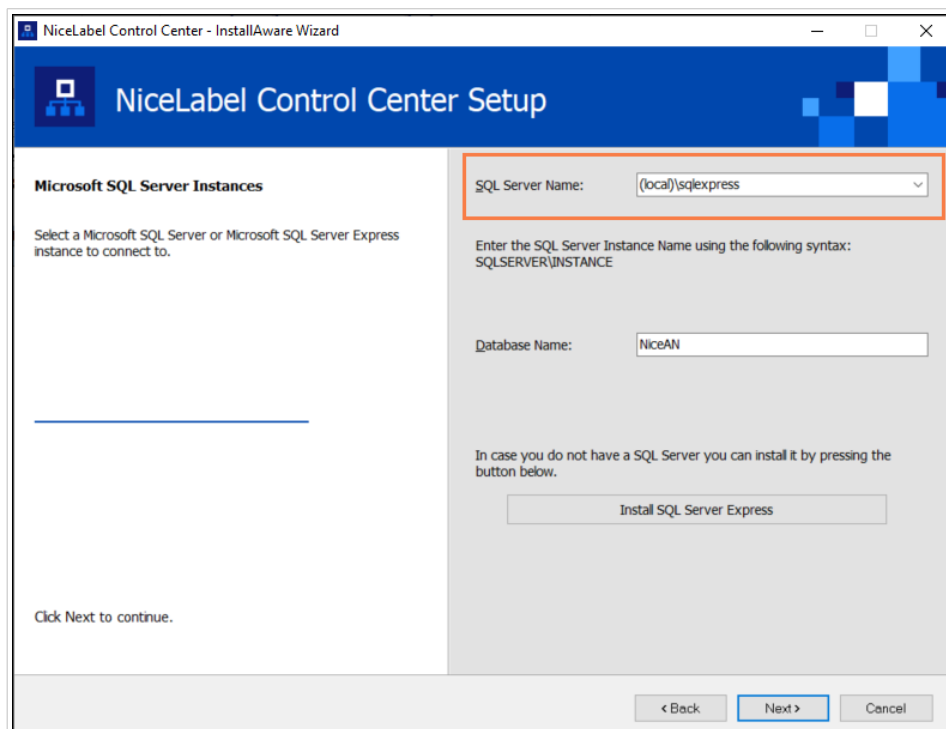 NiceLabel Control Center - InstallAware Wizard
NiceLabel Control Center Setup
Microsoft SQL Server Instances
Select a Microsoft SQL Server or Microsoft SQL Server Express
instance to connect to.
Click Next to continue.
SQL Server Name:
(local)\sqlexpress
Enter the SQL Server Instance Name using the following syntax:
SQLSERVER\INSTANCE
Database Name:
NiceAN
In case you do not have a SQL Server you can install it by pressing the
button below.
Install SQL Server Express
< Back
Next >
Cancel